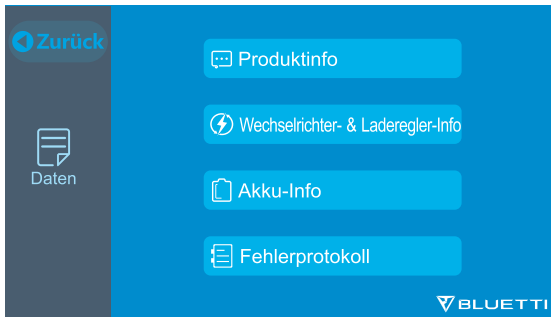 Zurück
Daten
Produktinfo
Wechselrichter- & Laderegler-Info
Akku-Info
Fehlerprotokoll
BLUETTI